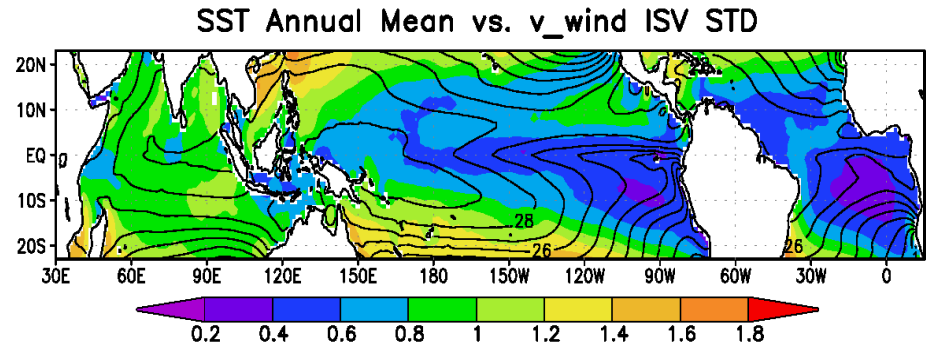 SST Annual Mean vs. v_wind ISV STD
20N
10N
EQ
10S
20S
28
28
26
26
30E 60E 90E 120E 150E 180 150W 120W 90W 60W 30W 0
0.2 0.4 0.6 0.8 1 1.2 1.4 1.6 1.8